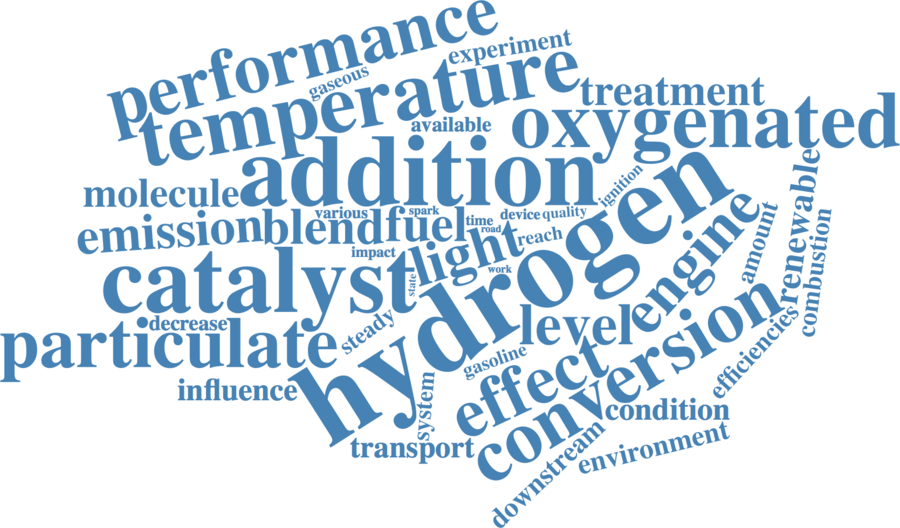 performance
experiment
gaseous
temperature
treatment
available
oxygenated
addition
molecule
ignition
hydrogen
renewable
various
spark
time
device
quality
emission
blend
fuel
road
reach
light
impact
engine
amount
combustion
catalyst
state
work
decrease
steady
level
particulate
gasoline
conversion
efficiencies
influence
system
effect
condition
transport
downstream
environment